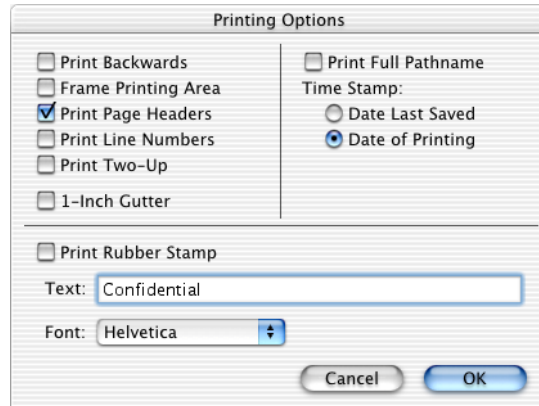 Printing Options
Print Backwards
Frame Printing Area
Print Page Headers
Print Line Numbers
Print Two-Up
1-Inch Gutter
Print Full Pathname
Time Stamp:
Date Last Saved
Date of Printing
Print Rubber Stamp
Text: Confidential
Font: Helvetica
Cancel OK